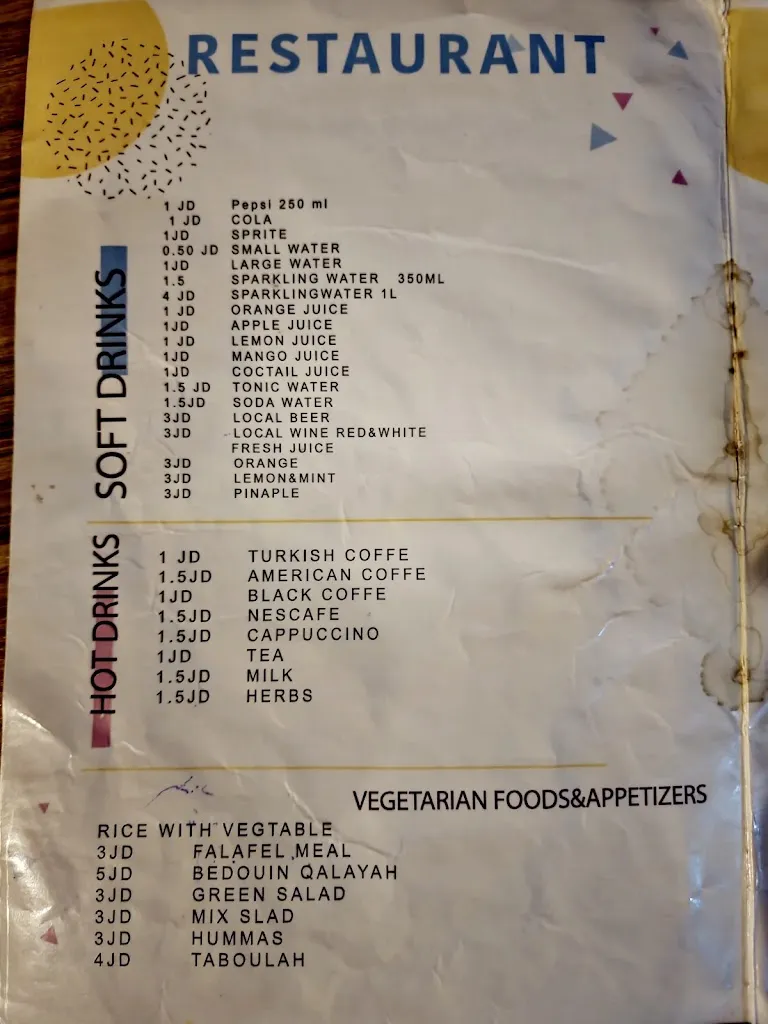 RESTAURANT
SOFT DRINKS
1 JD Pepsi 250 ml
1 JD COLA
1JD SPRITE
0.50 JD SMALL WATER
1JD LARGE WATER
1.5 SPARKLING WATER 350ML
4 JD SPARKLINGWATER 1L
1 JD ORANGE JUICE
1JD APPLE JUICE
1 JD LEMON JUICE
1JD MANGO JUICE
1JD COCTAIL JUICE
1.5 JD TONIC WATER
1.5JD SODA WATER
3JD LOCAL BEER
3JD LOCAL WINE RED&WHITE
FRESH JUICE
3JD ORANGE
3JD LEMON&MINT
3JD PINAPLE
HOT DRINKS
1 JD TURKISH COFFE
1.5JD AMERICAN COFFE
1JD BLACK COFFE
1.5JD NESCAFE
1.5JD CAPPUCCINO
1JD TEA
1.5JD MILK
1.5JD HERBS
VEGETARIAN FOODS&APPETIZERS
RICE WITH VEGTABLE
3JD FALAFEL MEAL
5JD BEDOUIN QALAYAH
3JD GREEN SALAD
3JD MIX SLAD
3JD HUMMAS
4JD TABOULAH